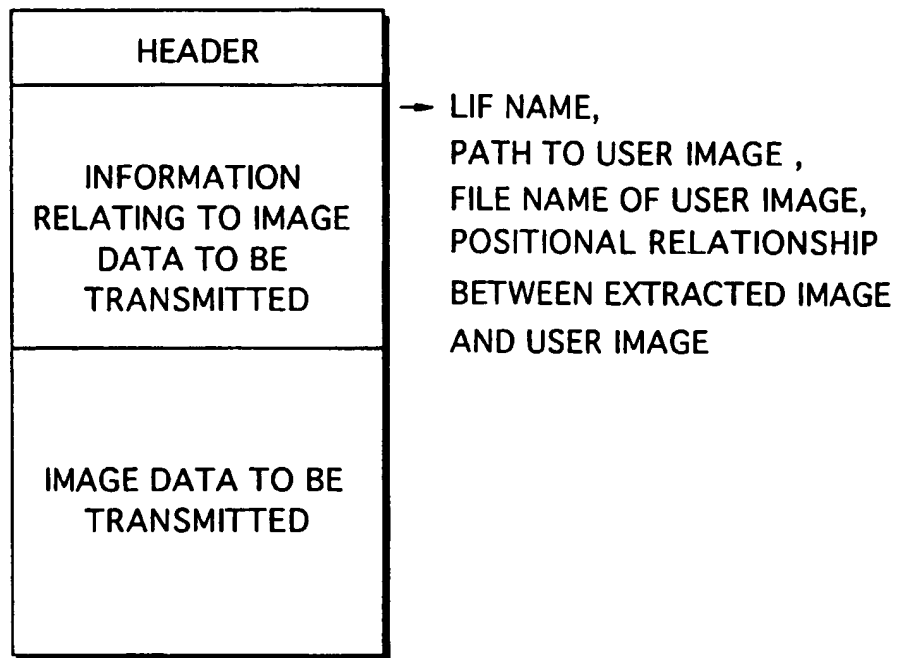 HEADER
INFORMATION
RELATING TO IMAGE
DATA TO BE
TRANSMITTED
LIF NAME,
PATH TO USER IMAGE ,
FILE NAME OF USER IMAGE,
POSITIONAL RELATIONSHIP
BETWEEN EXTRACTED IMAGE
AND USER IMAGE
IMAGE DATA TO BE
TRANSMITTED